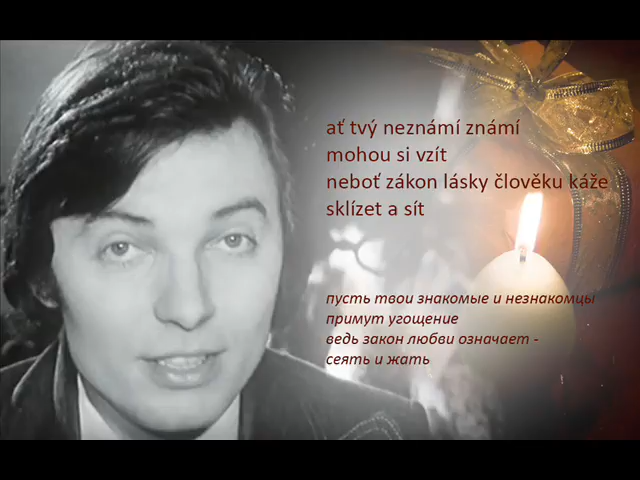 ať tvý neznámí známí
mohou si vzít
neboť zákon lásky člověku káže
sklízet a sít
пусть твои знакомые и незнакомцы
примут угощение
ведь закон любви означает -
сеять и жать